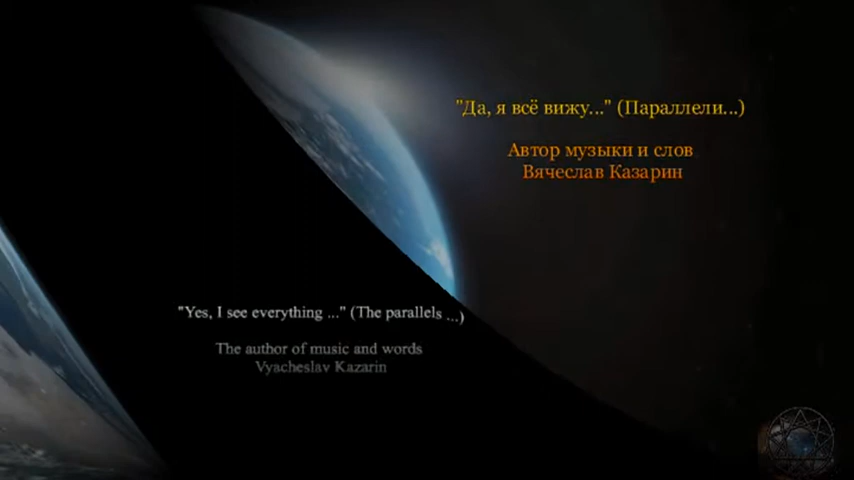 "Да, я всё вижу..." (Параллели...)
Автор музыки и слов
Вячеслав Казарин
"Yes, I see everything ..." (The parallels ...)
The author of music and words
Vyacheslav Kazarin